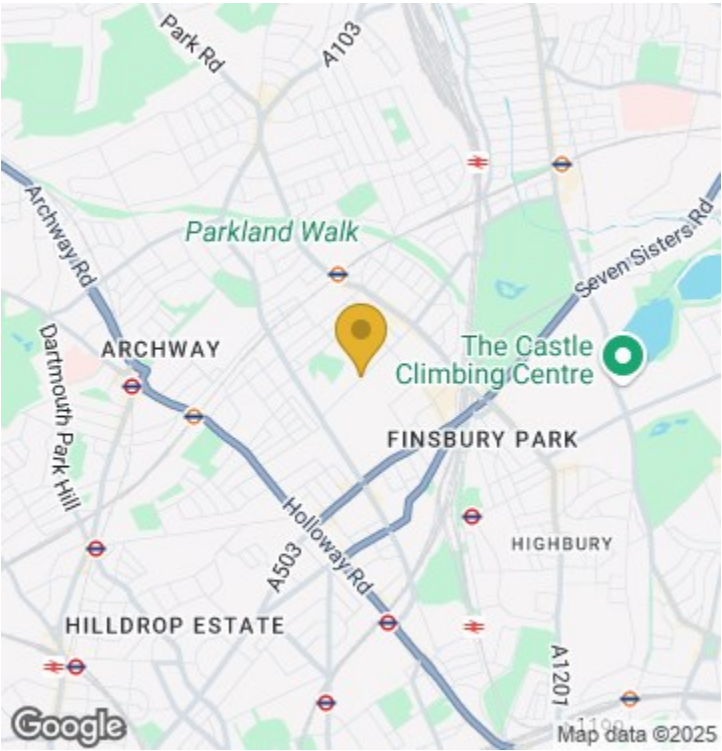 Park Rd
A103
Archway Rd
Parkland Walk
Seven Sisters Rd
ARCHWAY
Dartmouth Park Hill
The Castle
Climbing Centre
FINSBURY PARK
Holloway Rd
A503
HIGHBURY
HILLDROP ESTATE
A1201
Google
Map data ©2025